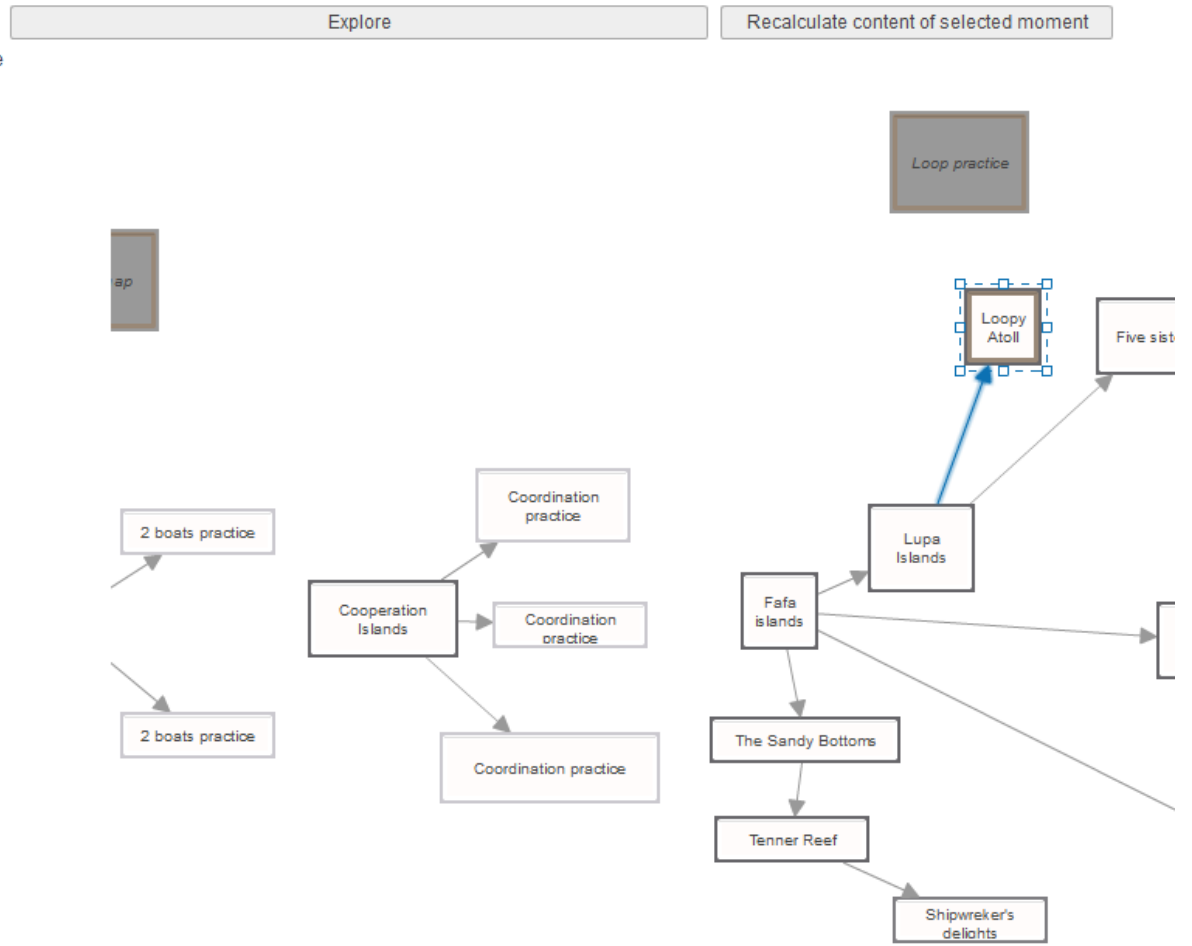 Explore
Recalculate content of selected moment
e
Loop practice
ap
Loopy
Atoll
Five sist
Coordination
practice
2 boats practice
Lupa
Islands
Cooperation
Islands
Fafa
islands
Coordination
practice
2 boats practice
The Sandy Bottoms
Coordination practice
Tenner Reef
Shipwreker's
delights